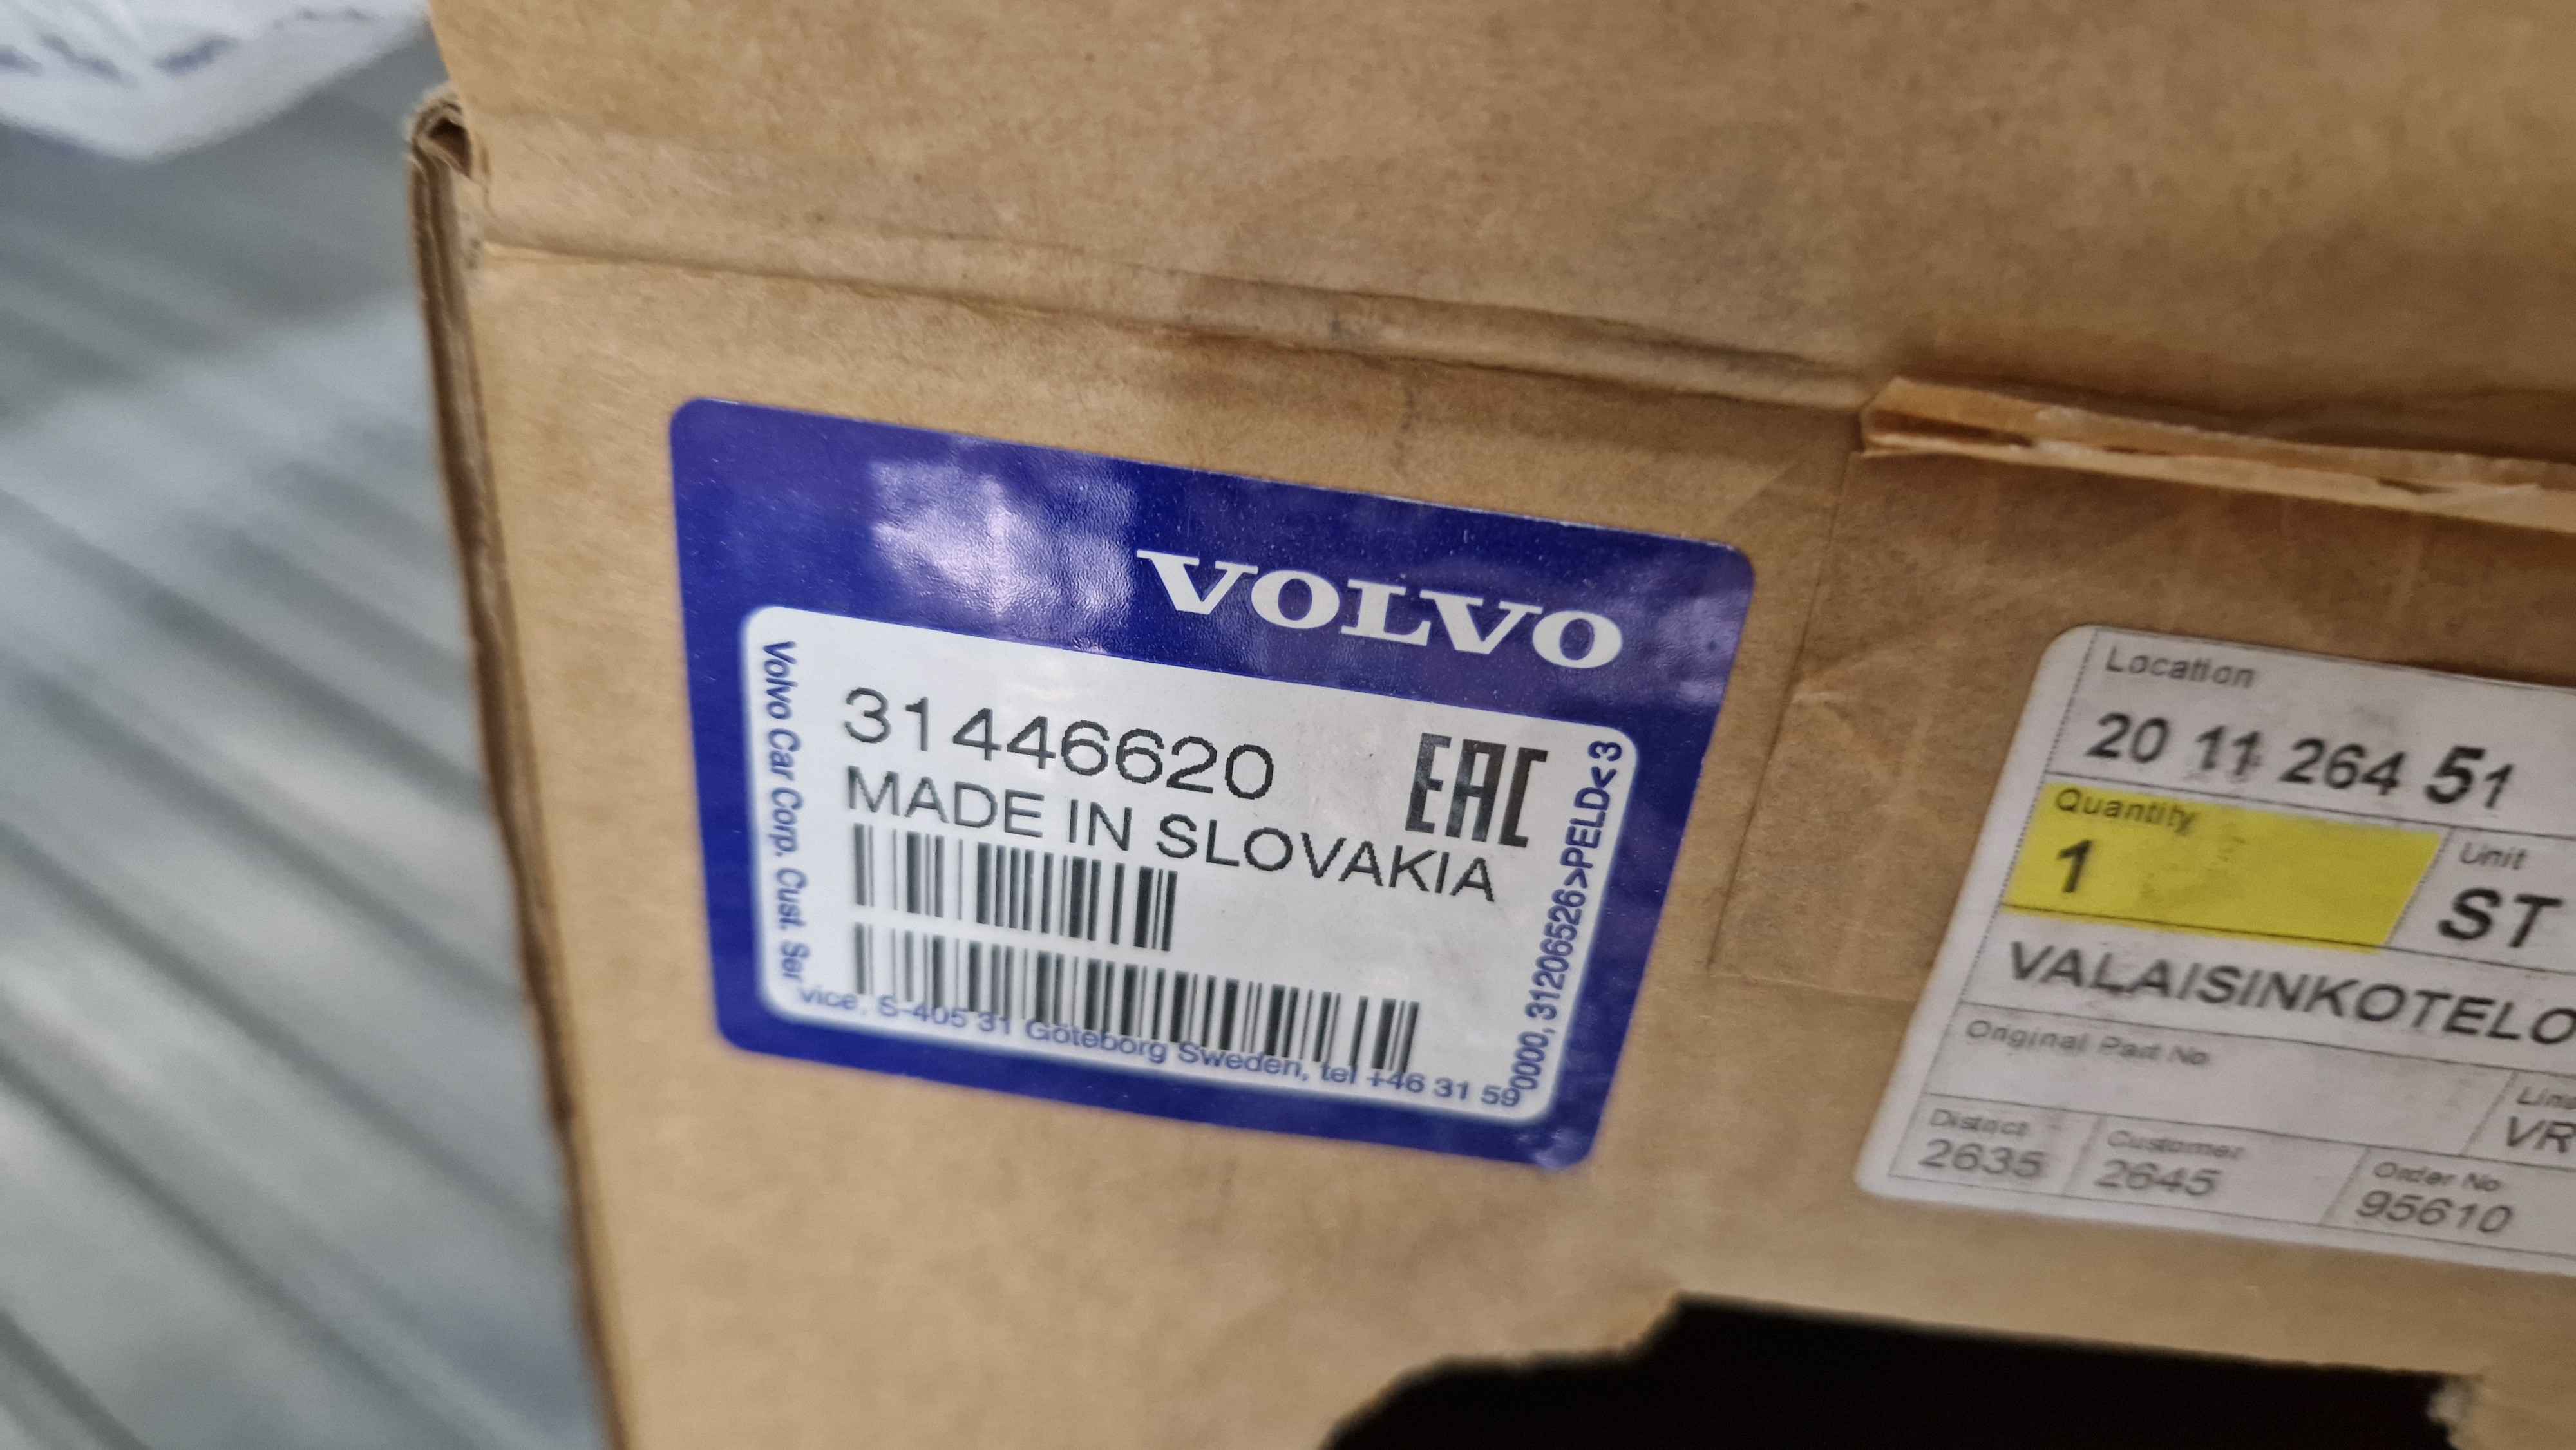 VOLVO
31446620
EAC
MADE IN SLOVAKIA
Volvo Car Corp. Cust. Service, S-405 31 Göteborg Sweden, tel +46 31 590000, 31206526>PELD<3
Location
20 11 264 51
Quantity
1
Unit
ST
VALAISINKOTELO
Original Part No
VR
District
2635
Customer
2645
Order No
95610